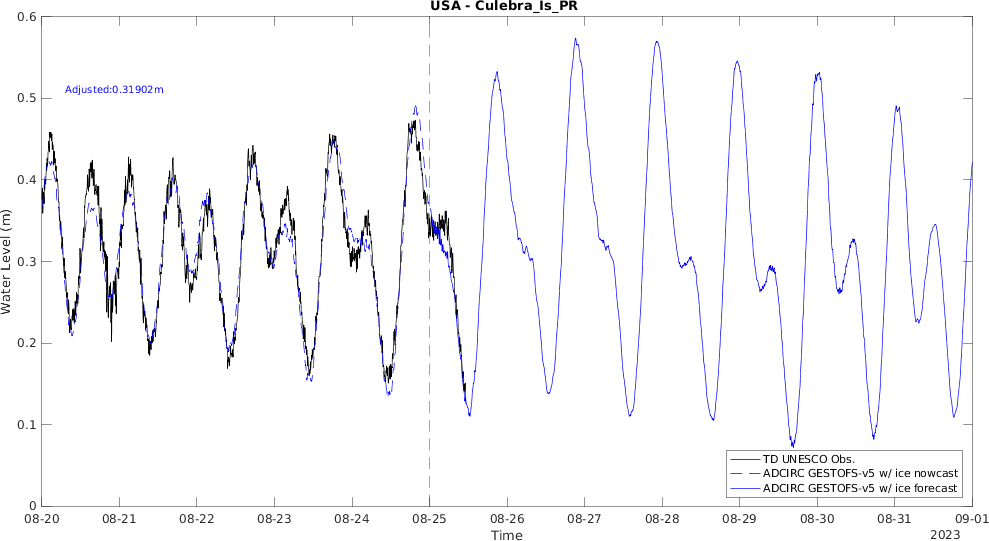 USA - Culebra_Is_PR
0.6
0.5
0.4
0.3
0.2
0.1
0
Water Level (m)
Adjusted:0.31902m
TD UNESCO Obs.
ADCIRC GESTOFS-v5 w/ ice nowcast
ADCIRC GESTOFS-v5 w/ ice forecast
08-20 08-21 08-22 08-23 08-24 08-25 08-26 08-27 08-28 08-29 08-30 08-31 09-01
Time
2023